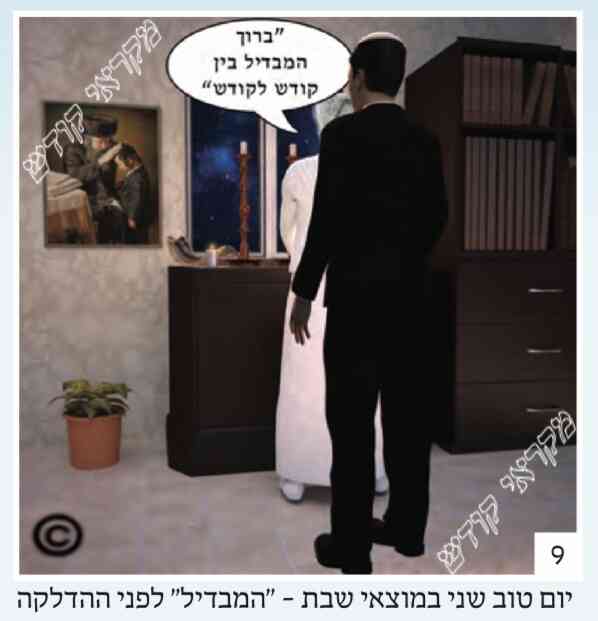 מקראי קודש
"ברוך
המבדיל בין
קודש לקודש"
מקראי קודש
©
9
יום טוב שני במוצאי שבת - "המבדיל" לפני ההדלקה